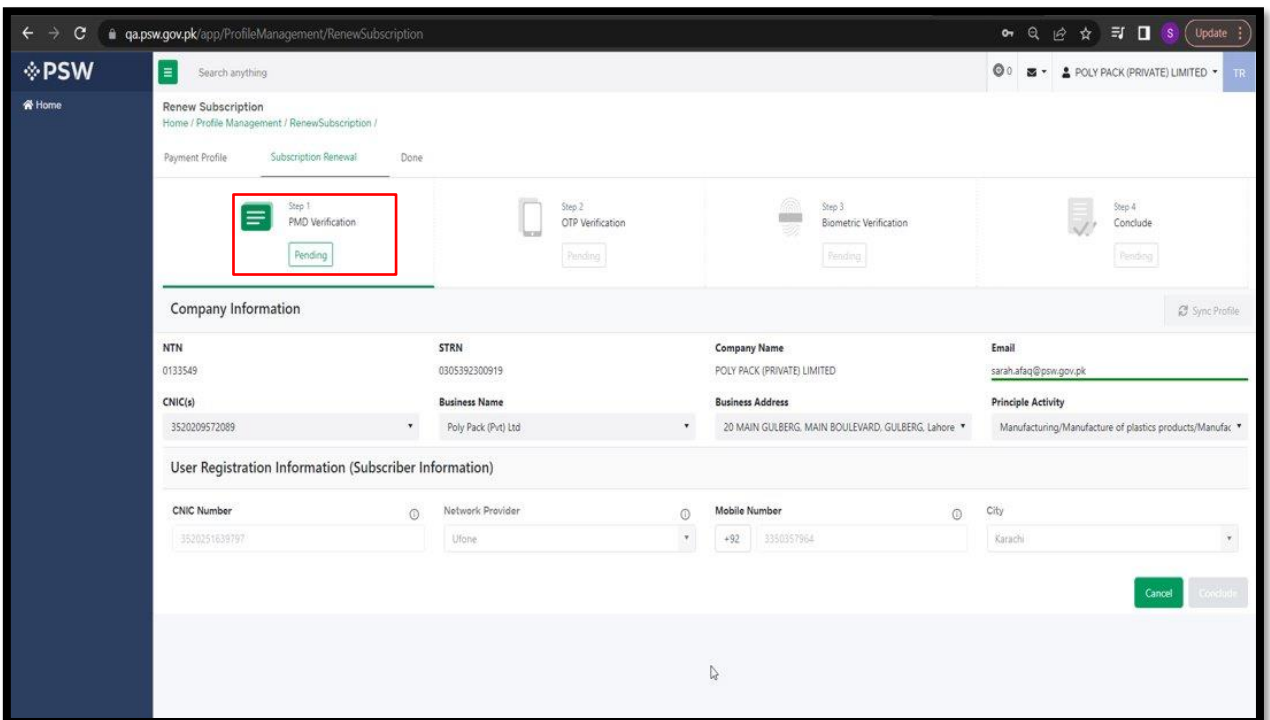 qa.psw.gov.pk/app/ProfileManagement/RenewSubscription
S
Update
PSW
Search anything
0
POLY PACK (PRIVATE) LIMITED
TR
Home
Renew Subscription
Home / Profile Management / RenewSubscription /
Payment Profile
Subscription Renewal
Done
Step 1
PMD Verification
Pending
Step 2
OTP Verification
Pending
Step 3
Biometric Verification
Pending
Step 4
Conclude
Pending
Company Information
Sync Profile
NTN
STRN
Company Name
Email
0133549
0305392300919
POLY PACK (PRIVATE) LIMITED
sarah.afaq@psw.gov.pk
CNIC(s)
Business Name
Business Address
Principle Activity
3520209572089
Poly Pack (Pvt) Ltd
20 MAIN GULBERG, MAIN BOULEVARD, GULBERG, Lahore
Manufacturing/Manufacture of plastics products/Manufac
User Registration Information (Subscriber Information)
CNIC Number
Network Provider
Mobile Number
City
3520251639797
Ufone
+92
3350357964
Karachi
Cancel
Conclude